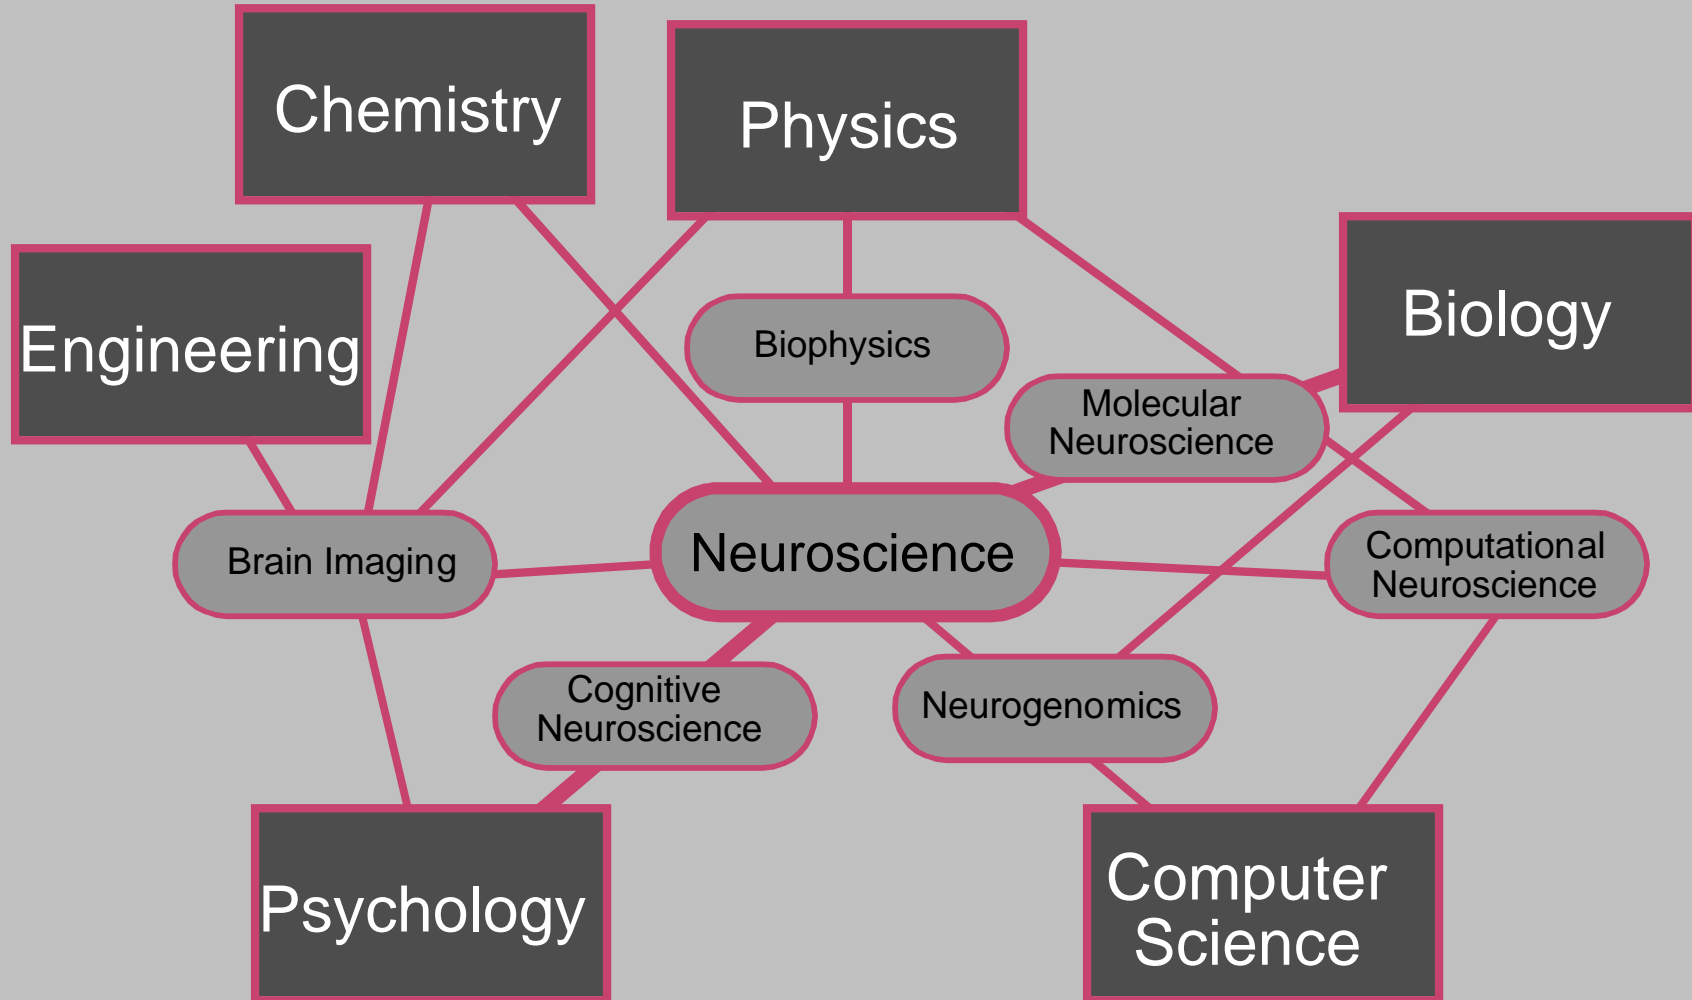 Chemistry
Physics
Engineering
Biology
Biophysics
Molecular
Neuroscience
Brain Imaging
Neuroscience
Computational
Neuroscience
Cognitive
Neuroscience
Neurogenomics
Psychology
Computer
Science